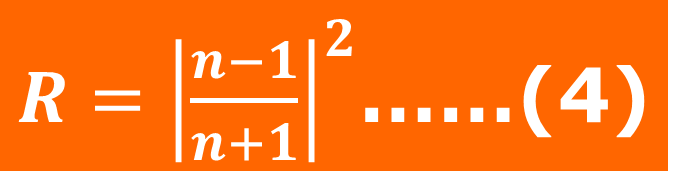 R = |n−1/n+1|² ......(4)